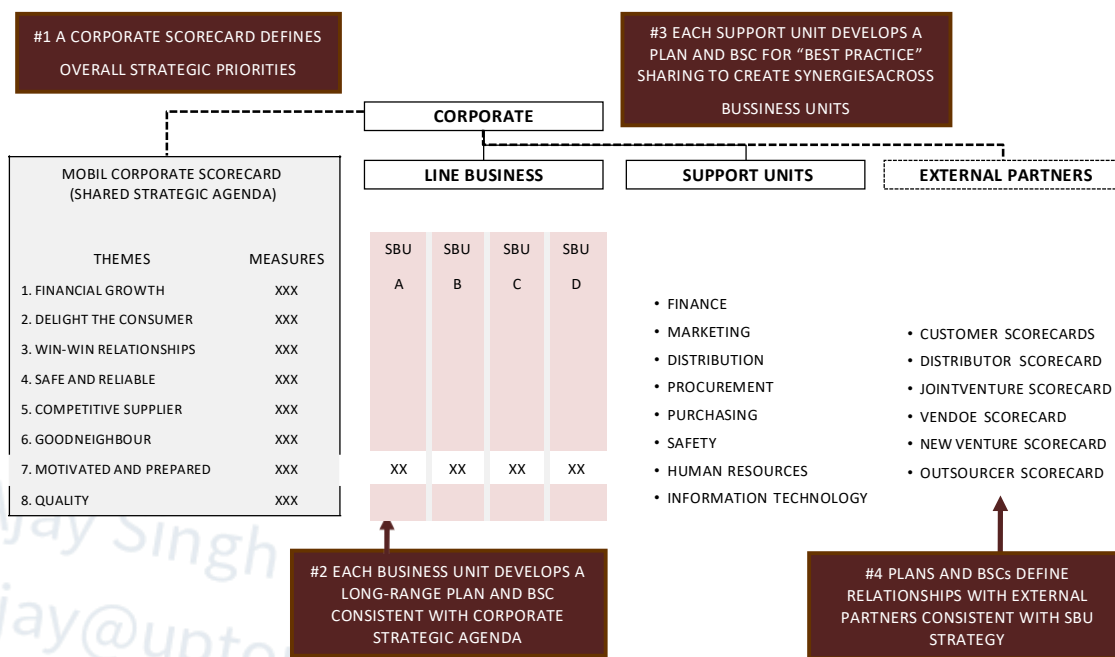 #1 A CORPORATE SCORECARD DEFINES
OVERALL STRATEGIC PRIORITIES
#3 EACH SUPPORT UNIT DEVELOPS A
PLAN AND BSC FOR “BEST PRACTICE”
SHARING TO CREATE SYNERGIESACROSS
BUSSINESS UNITS
CORPORATE
MOBIL CORPORATE SCORECARD
(SHARED STRATEGIC AGENDA)
THEMES MEASURES
1. FINANCIAL GROWTH XXX
2. DELIGHT THE CONSUMER XXX
3. WIN-WIN RELATIONSHIPS XXX
4. SAFE AND RELIABLE XXX
5. COMPETITIVE SUPPLIER XXX
6. GOODNEIGHBOUR XXX
7. MOTIVATED AND PREPARED XXX
8. QUALITY XXX
LINE BUSINESS
SBU SBU SBU SBU
A B C D
XX XX XX XX
SUPPORT UNITS
• FINANCE
• MARKETING
• DISTRIBUTION
• PROCUREMENT
• PURCHASING
• SAFETY
• HUMAN RESOURCES
• INFORMATION TECHNOLOGY
EXTERNAL PARTNERS
• CUSTOMER SCORECARDS
• DISTRIBUTOR SCORECARD
• JOINTVENTURE SCORECARD
• VENDOE SCORECARD
• NEW VENTURE SCORECARD
• OUTSOURCER SCORECARD
#2 EACH BUSINESS UNIT DEVELOPS A
LONG-RANGE PLAN AND BSC
CONSISTENT WITH CORPORATE
STRATEGIC AGENDA
#4 PLANS AND BSCs DEFINE
RELATIONSHIPS WITH EXTERNAL
PARTNERS CONSISTENT WITH SBU
STRATEGY
Singh